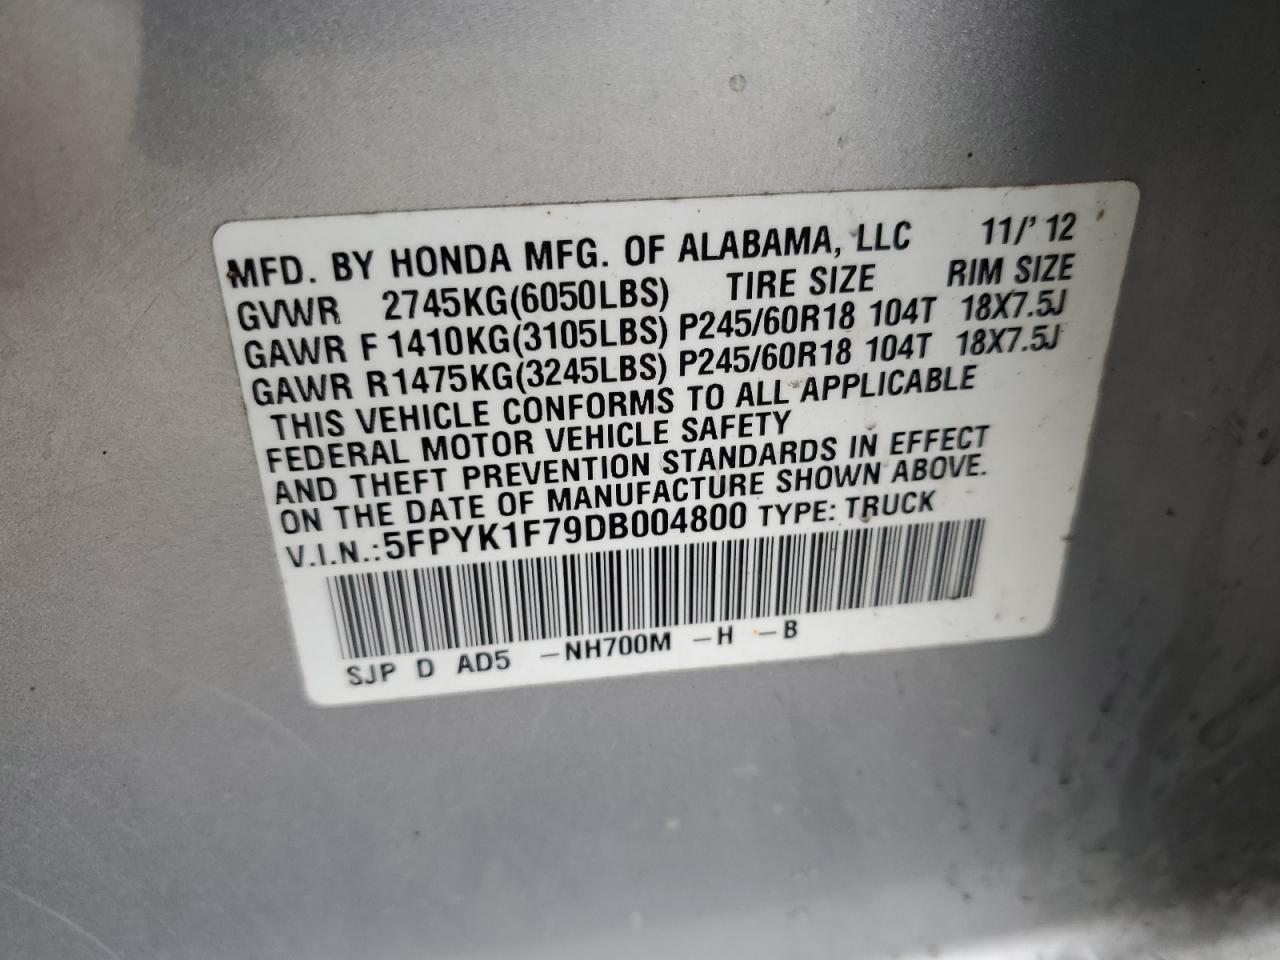 MFD. BY HONDA MFG. OF ALABAMA, LLC 11/'12
GVWR 2745KG(6050LBS) TIRE SIZE RIM SIZE
GAWR F 1410KG(3105LBS) P245/60R18 104T 18X7.5J
GAWR R 1475KG(3245LBS) P245/60R18 104T 18X7.5J
THIS VEHICLE CONFORMS TO ALL APPLICABLE
FEDERAL MOTOR VEHICLE SAFETY
AND THEFT PREVENTION STANDARDS IN EFFECT
ON THE DATE OF MANUFACTURE SHOWN ABOVE.
V.I.N.:5FPYK1F79DB004800 TYPE: TRUCK
SJP D AD5 -NH700M -H -B